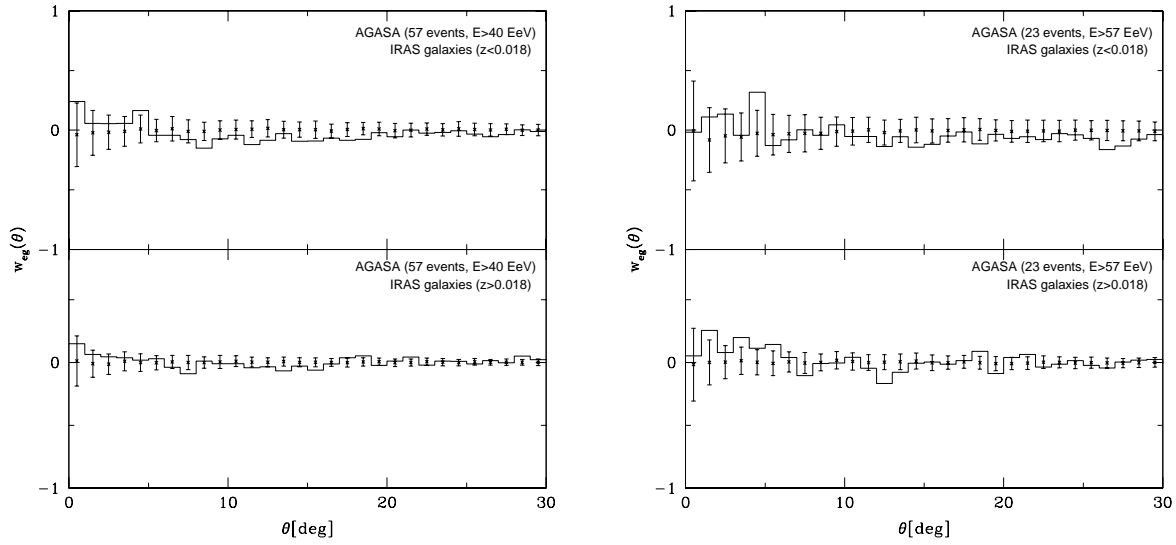 1
AGASA (57 events, E>40 EeV)
IRAS galaxies (z<0.018)
0
−1
AGASA (57 events, E>40 EeV)
IRAS galaxies (z>0.018)
0
−1
w_eg(θ)
0 10 20 30
θ[deg]
1
AGASA (23 events, E>57 EeV)
IRAS galaxies (z<0.018)
0
−1
AGASA (23 events, E>57 EeV)
IRAS galaxies (z>0.018)
0
−1
w_eg(θ)
0 10 20 30
θ[deg]